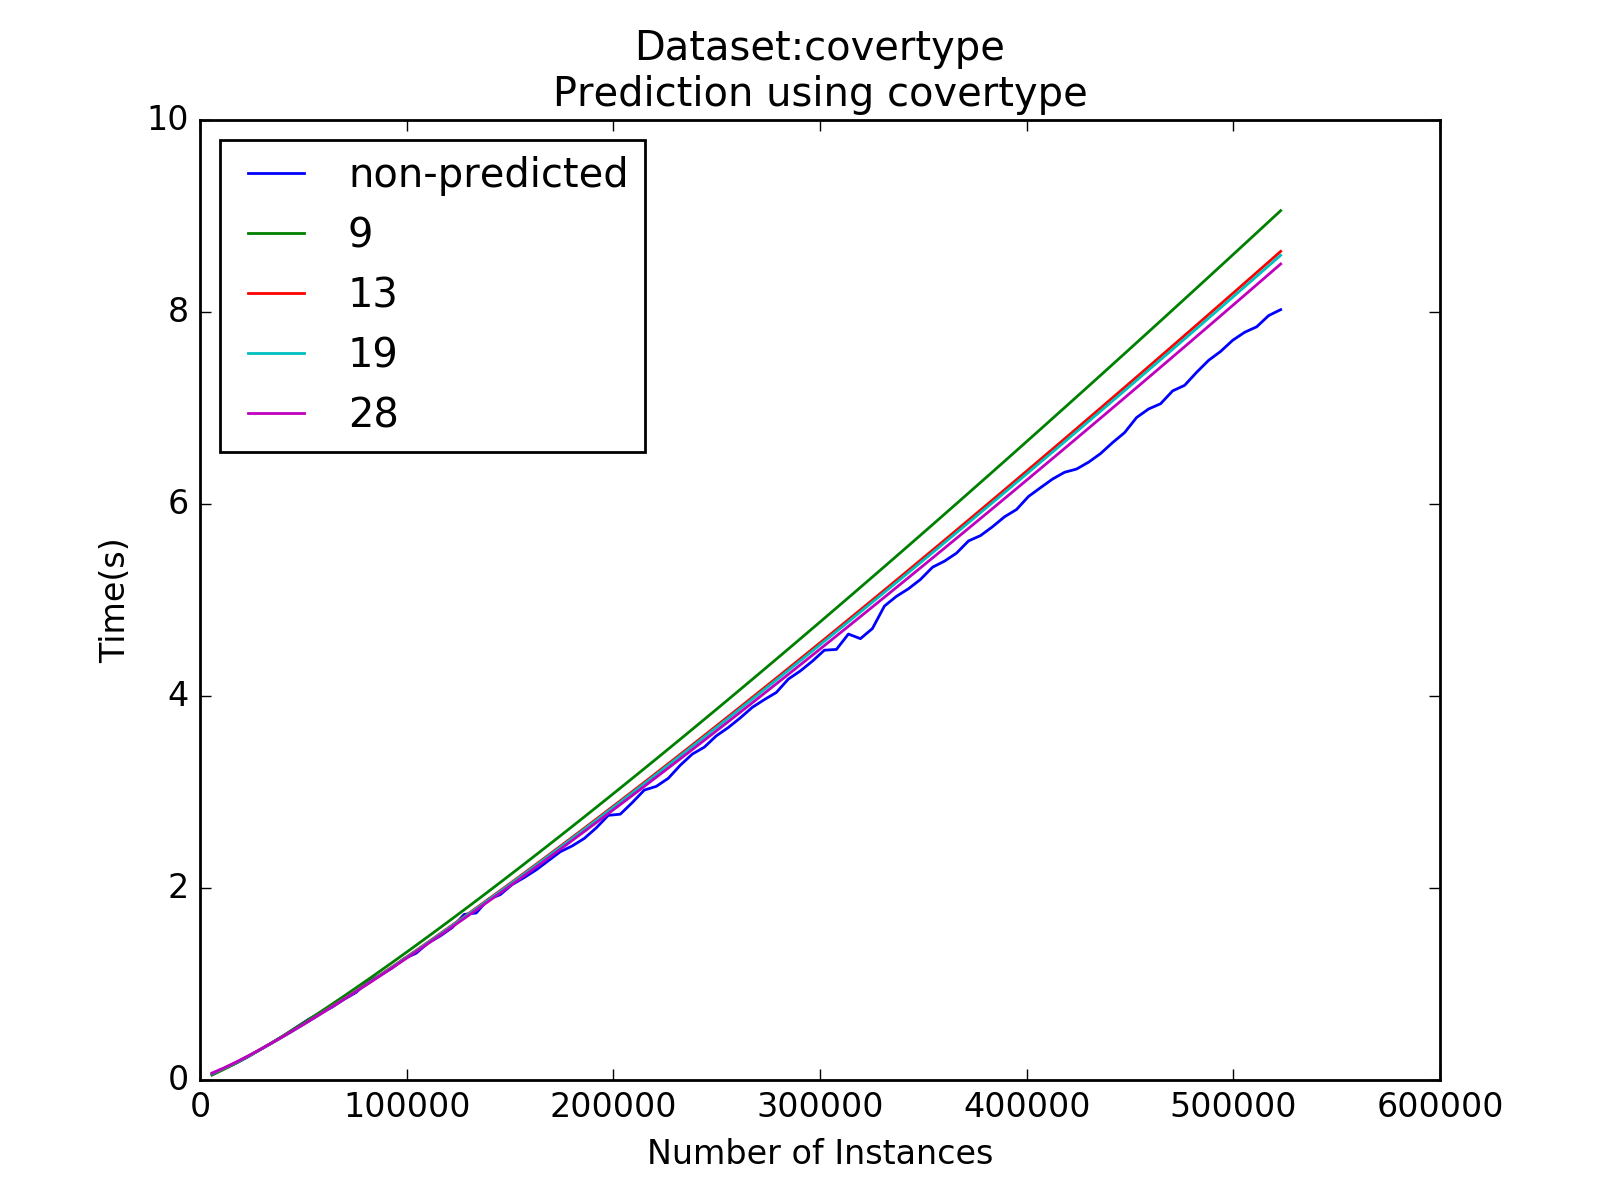 Dataset:covertype
Prediction using covertype
10
8
6
4
2
0
Time(s)
non-predicted
9
13
19
28
0 100000 200000 300000 400000 500000 600000
Number of Instances